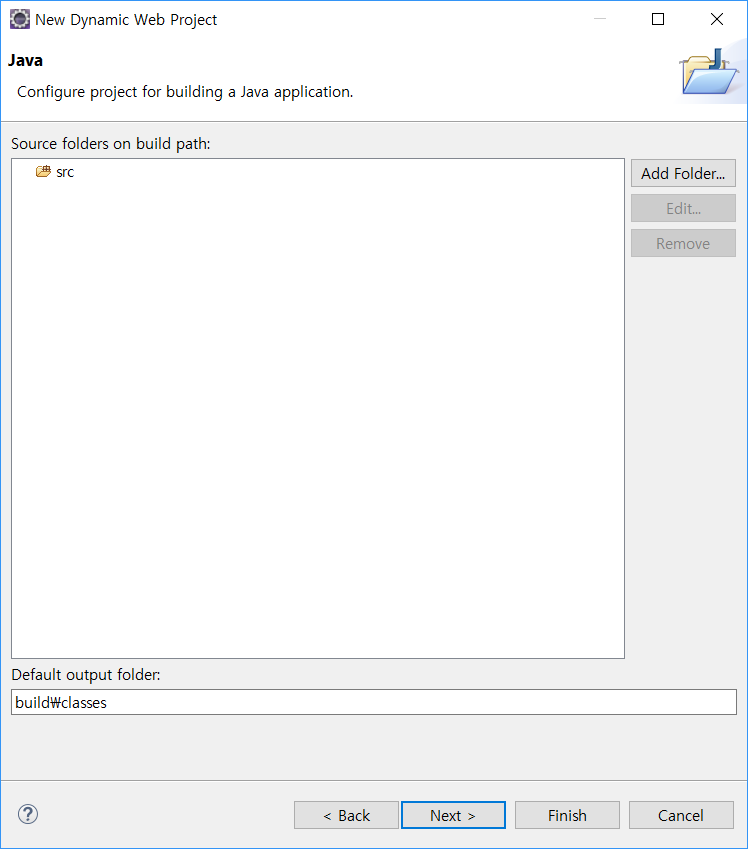 New Dynamic Web Project
Java
Configure project for building a Java application.
Source folders on build path:
src
Add Folder...
Edit...
Remove
Default output folder:
build₩classes
?
< Back
Next >
Finish
Cancel